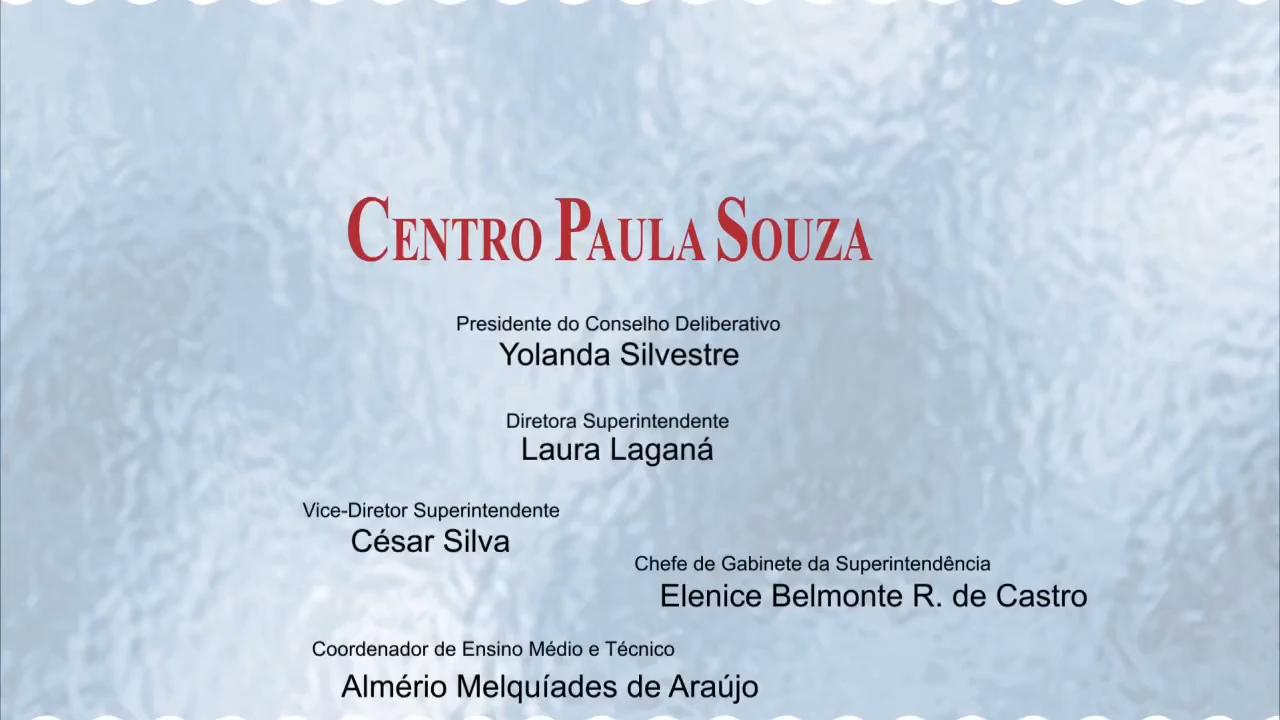 CENTRO PAULA SOUZA
Presidente do Conselho Deliberativo
Yolanda Silvestre
Diretora Superintendente
Laura Laganá
Vice-Diretor Superintendente
César Silva
Chefe de Gabinete da Superintendência
Elenice Belmonte R. de Castro
Coordenador de Ensino Médio e Técnico
Almério Melquíades de Araújo